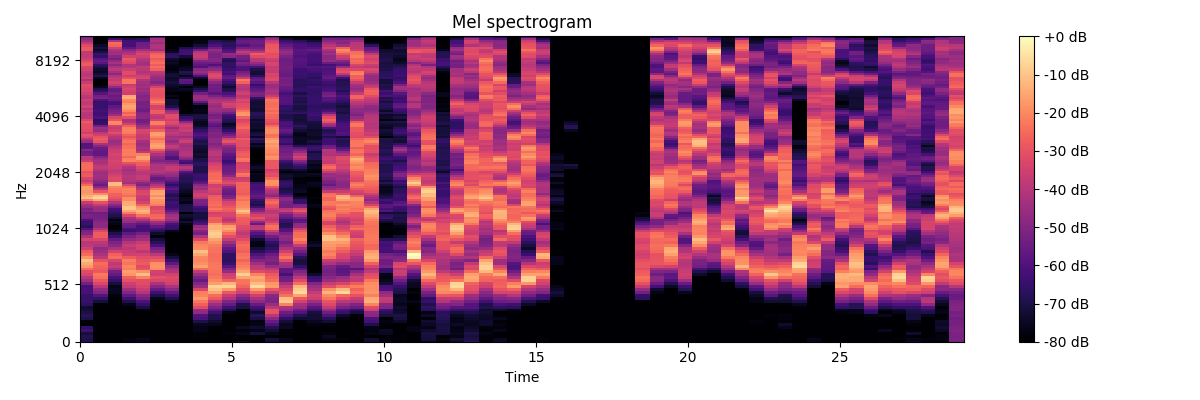 Mel spectrogram
8192
4096
2048
1024
512
0
Hz
0 5 10 15 20 25
Time
+0 dB
-10 dB
-20 dB
-30 dB
-40 dB
-50 dB
-60 dB
-70 dB
-80 dB